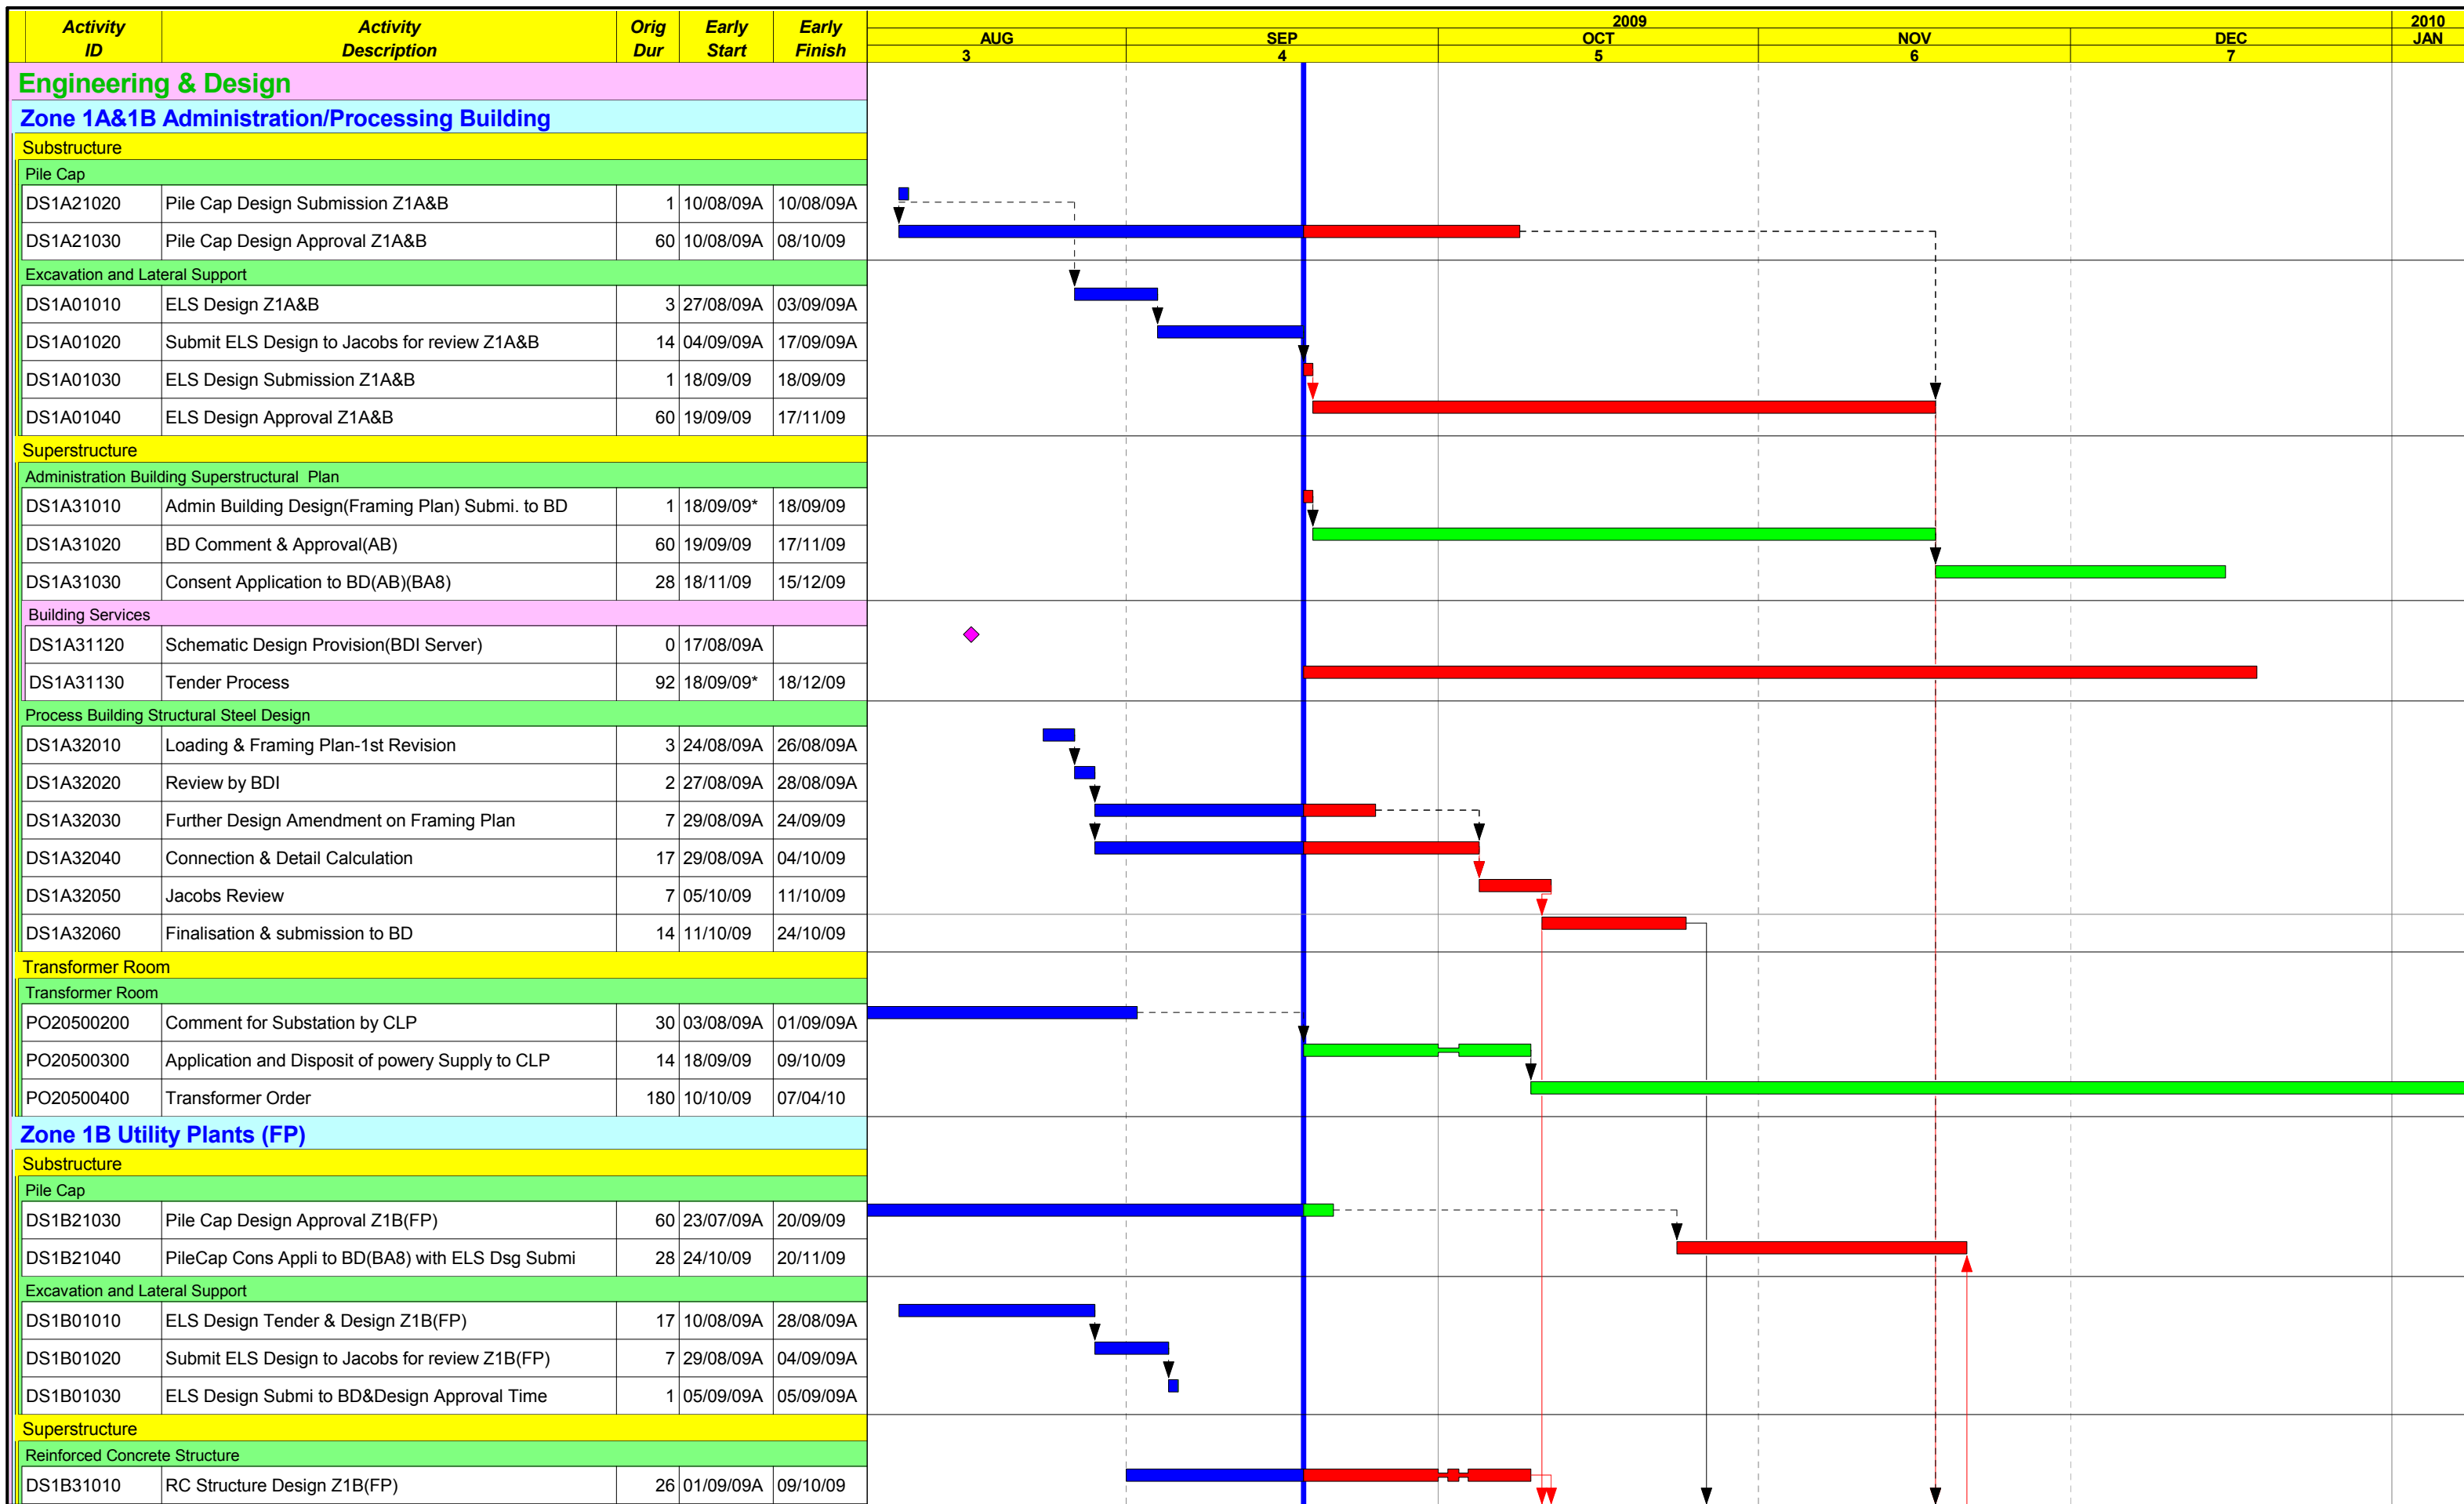 Activity ID Activity Description Orig Dur Early Start Early Finish
2009 2010
AUG SEP OCT NOV DEC JAN
3 4 5 6 7
Engineering & Design
Zone 1A&1B Administration/Processing Building
Substructure
Pile Cap
DS1A21020 Pile Cap Design Submission Z1A&B 1 10/08/09A 10/08/09A
DS1A21030 Pile Cap Design Approval Z1A&B 60 10/08/09A 08/10/09
Excavation and Lateral Support
DS1A01010 ELS Design Z1A&B 3 27/08/09A 03/09/09A
DS1A01020 Submit ELS Design to Jacobs for review Z1A&B 14 04/09/09A 17/09/09A
DS1A01030 ELS Design Submission Z1A&B 1 18/09/09 18/09/09
DS1A01040 ELS Design Approval Z1A&B 60 19/09/09 17/11/09
Superstructure
Administration Building Superstructural Plan
DS1A31010 Admin Building Design(Framing Plan) Submi. to BD 1 18/09/09* 18/09/09
DS1A31020 BD Comment & Approval(AB) 60 19/09/09 17/11/09
DS1A31030 Consent Application to BD(AB)(BA8) 28 18/11/09 15/12/09
Building Services
DS1A31120 Schematic Design Provision(BDI Server) 0 17/08/09A
DS1A31130 Tender Process 92 18/09/09* 18/12/09
Process Building Structural Steel Design
DS1A32010 Loading & Framing Plan-1st Revision 3 24/08/09A 26/08/09A
DS1A32020 Review by BDI 2 27/08/09A 28/08/09A
DS1A32030 Further Design Amendment on Framing Plan 7 29/08/09A 24/09/09
DS1A32040 Connection & Detail Calculation 17 29/08/09A 04/10/09
DS1A32050 Jacobs Review 7 05/10/09 11/10/09
DS1A32060 Finalisation & submission to BD 14 11/10/09 24/10/09
Transformer Room
Transformer Room
PO20500200 Comment for Substation by CLP 30 03/08/09A 01/09/09A
PO20500300 Application and Disposit of powery Supply to CLP 14 18/09/09 09/10/09
PO20500400 Transformer Order 180 10/10/09 07/04/10
Zone 1B Utility Plants (FP)
Substructure
Pile Cap
DS1B21030 Pile Cap Design Approval Z1B(FP) 60 23/07/09A 20/09/09
DS1B21040 PileCap Cons Appli to BD(BA8) with ELS Dsg Submi 28 24/10/09 20/11/09
Excavation and Lateral Support
DS1B01010 ELS Design Tender & Design Z1B(FP) 17 10/08/09A 28/08/09A
DS1B01020 Submit ELS Design to Jacobs for review Z1B(FP) 7 29/08/09A 04/09/09A
DS1B01030 ELS Design Submi to BD&Design Approval Time 1 05/09/09A 05/09/09A
Superstructure
Reinforced Concrete Structure
DS1B31010 RC Structure Design Z1B(FP) 26 01/09/09A 09/10/09